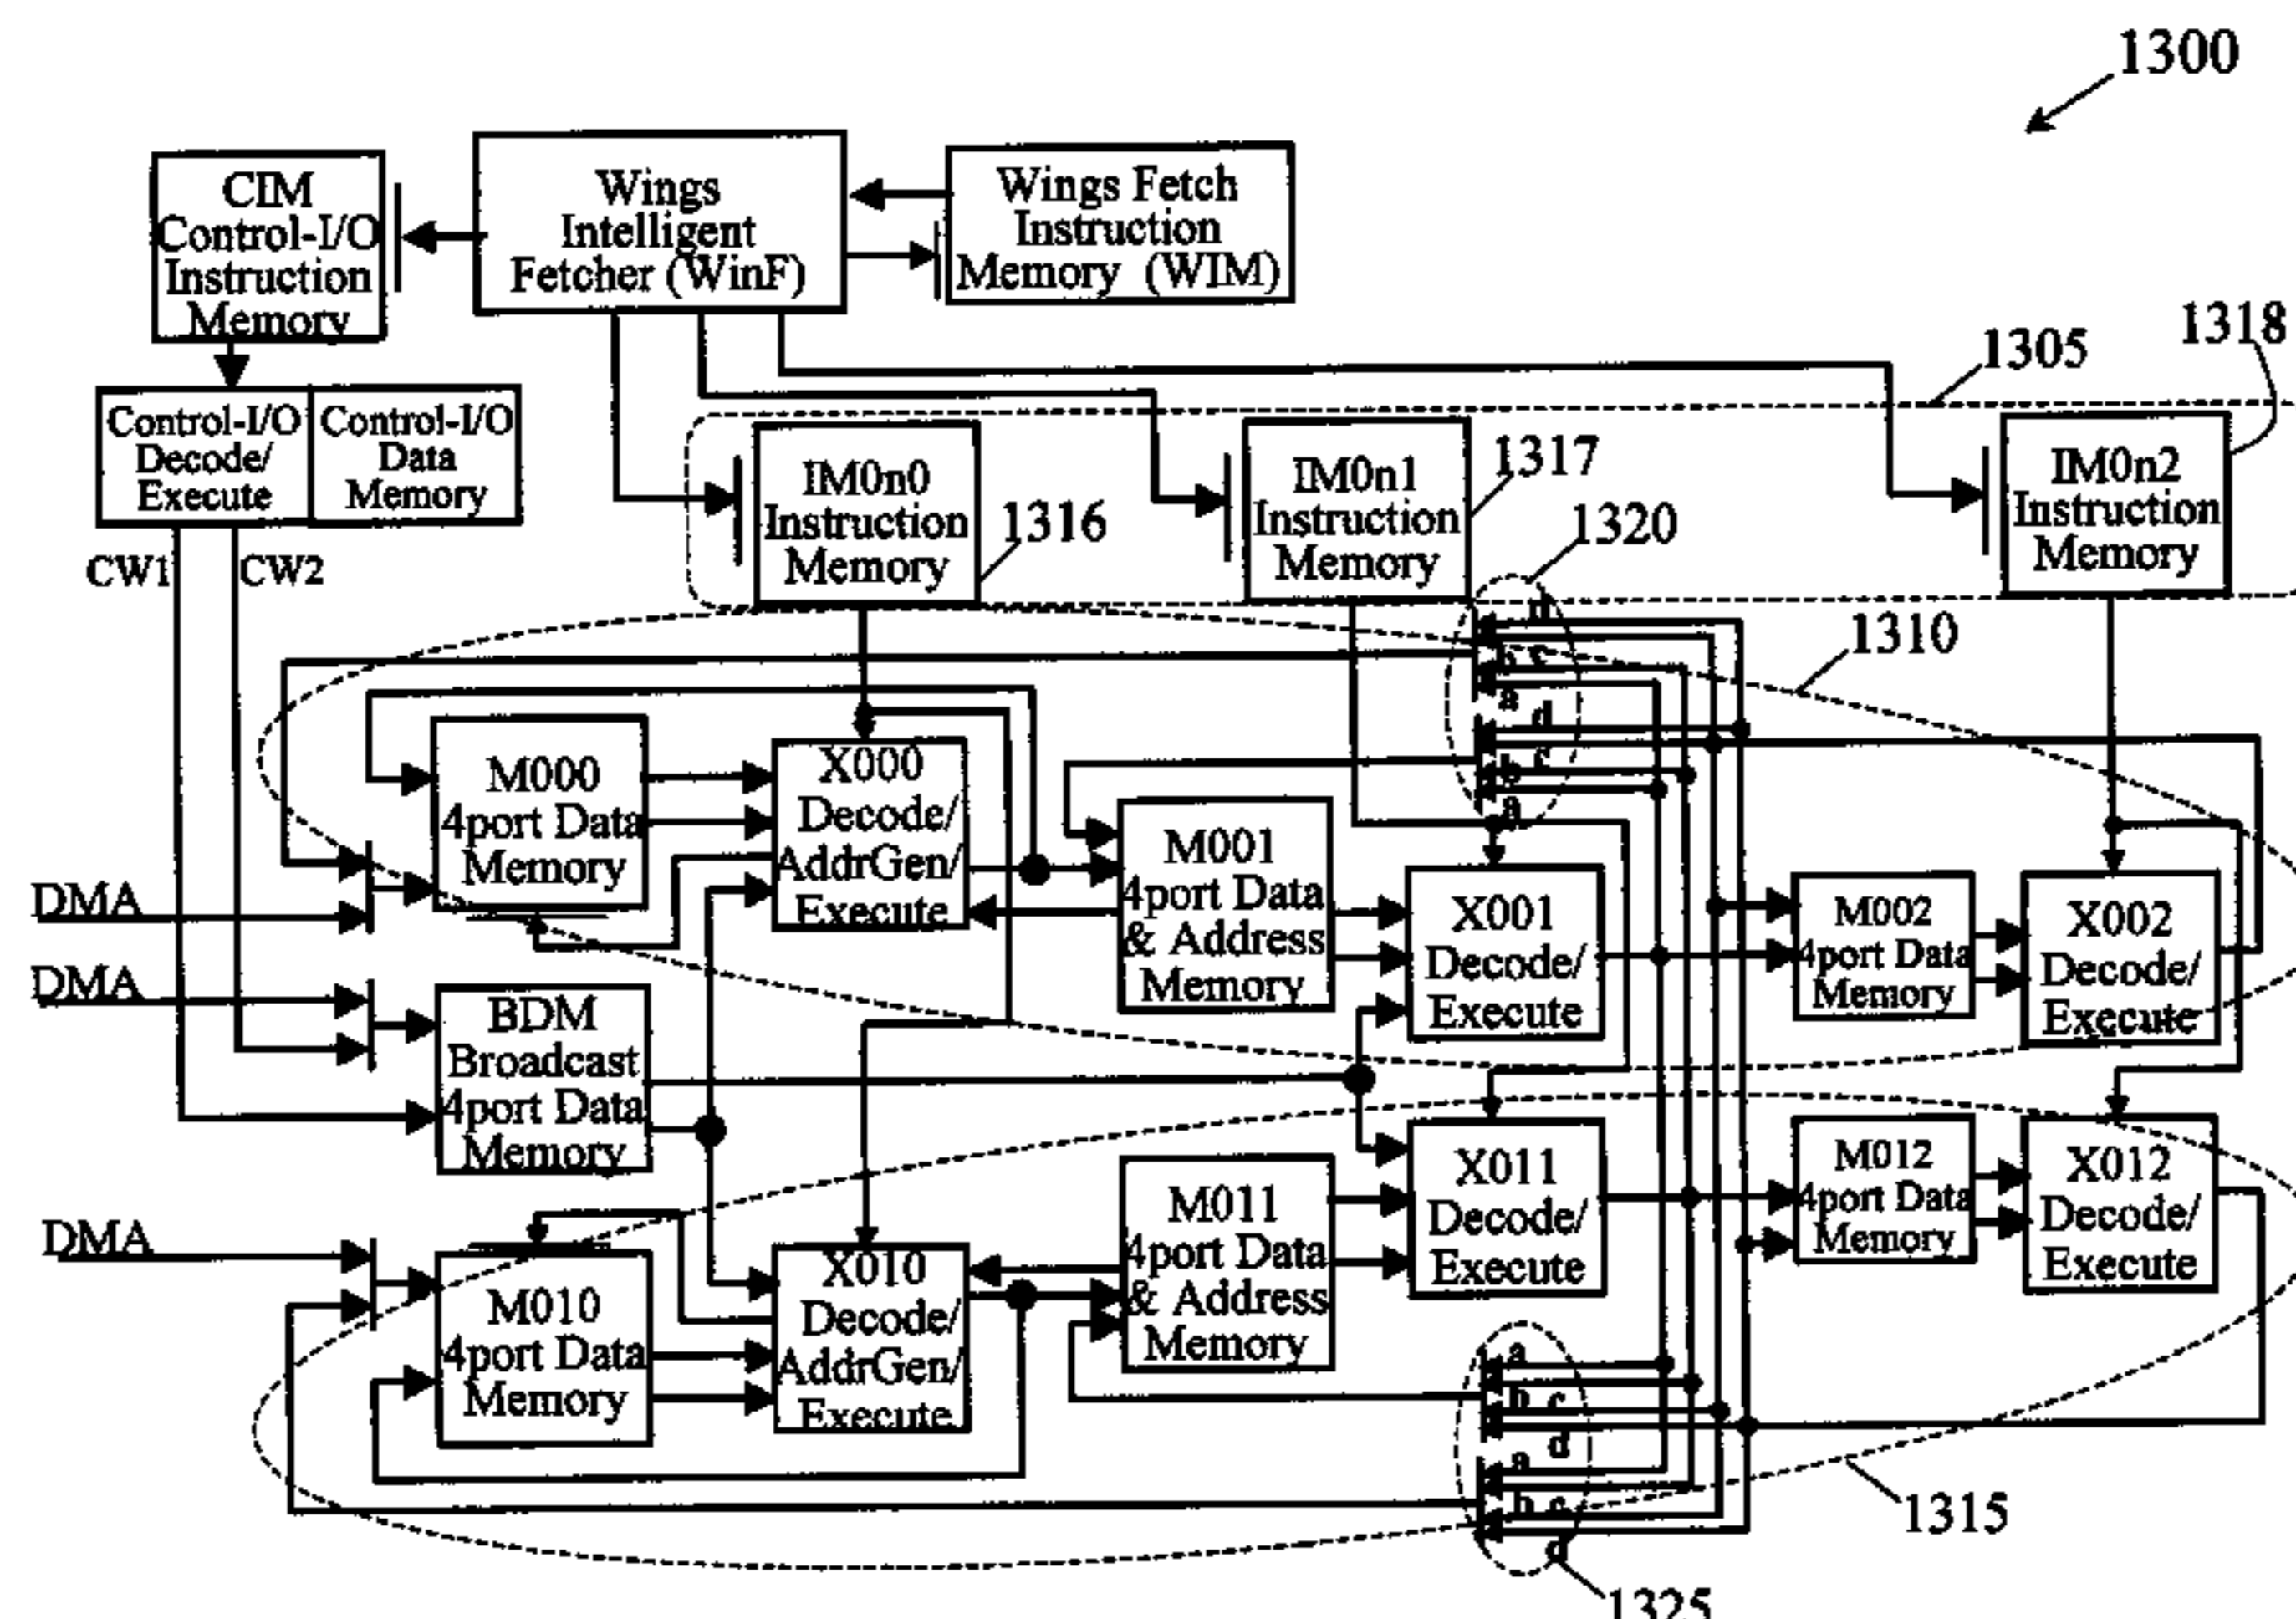 1300
CIM
Control-I/O
Instruction
Memory
Wings
Intelligent
Fetcher (WinF)
Wings Fetch
Instruction
Memory (WIM)
1305
1318
Control-I/O
Decode/
Execute
Control-I/O
Data
Memory
CW1
CW2
IM0n0
Instruction
Memory
1316
IM0n1
Instruction
Memory
1317
1320
IM0n2
Instruction
Memory
1310
d
b c
a
d
b c
a
M000
4port Data
Memory
X000
Decode/
AddrGen/
Execute
M001
4port Data
& Address
Memory
X001
Decode/
Execute
M002
4port Data
Memory
X002
Decode/
Execute
DMA
DMA
BDM
Broadcast
4port Data
Memory
DMA
M010
4port Data
Memory
X010
Decode/
AddrGen/
Execute
M011
4port Data
& Address
Memory
X011
Decode/
Execute
M012
4port Data
Memory
X012
Decode/
Execute
a
b c
d
a
b c
d
1315
1325